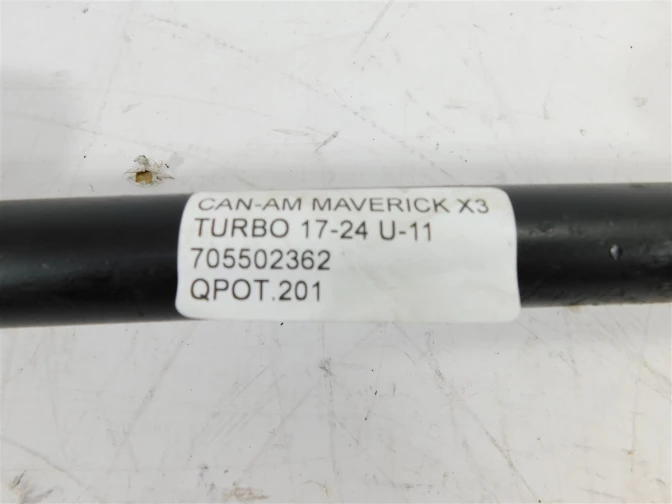 CAN-AM MAVERICK X3
TURBO 17-24 U-11
705502362
QPOT.201